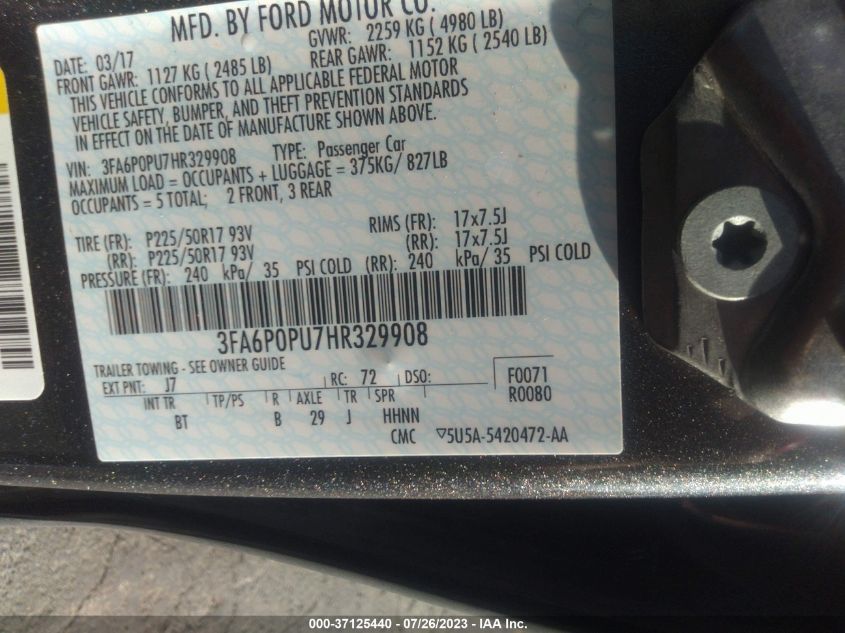 MFD. BY FORD MOTOR CO.
DATE: 03/17 GVWR: 2259 KG ( 4980 LB)
FRONT GAWR: 1127 KG ( 2485 LB) REAR GAWR: 1152 KG ( 2540 LB)
THIS VEHICLE CONFORMS TO ALL APPLICABLE FEDERAL MOTOR
VEHICLE SAFETY, BUMPER, AND THEFT PREVENTION STANDARDS
IN EFFECT ON THE DATE OF MANUFACTURE SHOWN ABOVE.
VIN: 3FA6P0PU7HR329908 TYPE: Passenger Car
MAXIMUM LOAD = OCCUPANTS + LUGGAGE = 375KG/ 827LB
OCCUPANTS = 5 TOTAL; 2 FRONT, 3 REAR
TIRE (FR): P225/50R17 93V RIMS (FR): 17x7.5J
(RR): P225/50R17 93V (RR): 17x7.5J
PRESSURE (FR): 240 kPa/ 35 PSI COLD (RR): 240 kPa/ 35 PSI COLD
3FA6P0PU7HR329908
TRAILER TOWING - SEE OWNER GUIDE
EXT PNT: J7 RC: 72 DSO: F0071
R0080
INT TR TP/PS R AXLE TR SPR
BT B 29 J HHNN
CMC ▽5U5A-5420472-AA
000-37125440 - 07/26/2023 - IAA Inc.